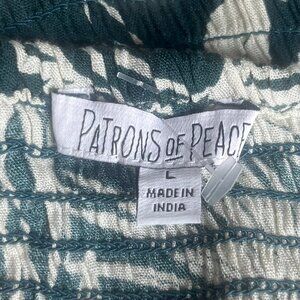 PATRONS OF PEACE
L
MADE IN
INDIA